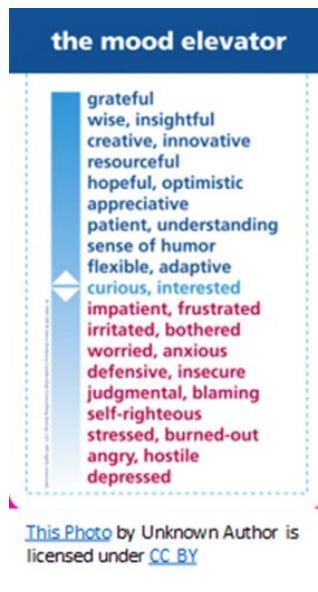 the mood elevator
grateful
wise, insightful
creative, innovative
resourceful
hopeful, optimistic
appreciative
patient, understanding
sense of humor
flexible, adaptive
curious, interested
impatient, frustrated
irritated, bothered
worried, anxious
defensive, insecure
judgmental, blaming
self-righteous
stressed, burned-out
angry, hostile
depressed
This Photo by Unknown Author is
licensed under CC BY